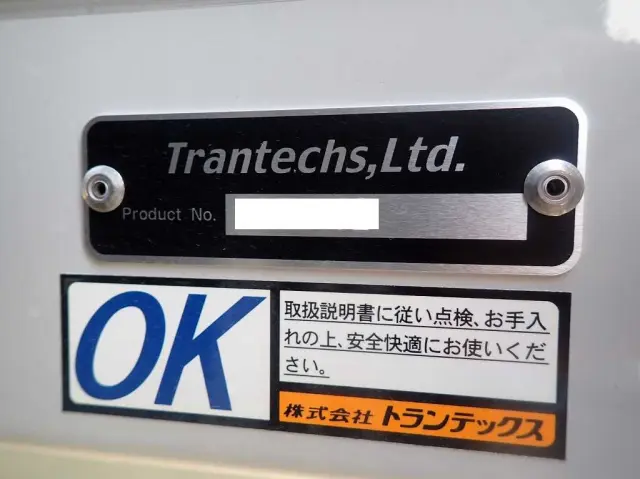 Trantechs,Ltd.
Product No.
OK
取扱説明書に従い点検、お手入
れの上、安全快適にお使いくだ
さい。
株式会社 トランテックス